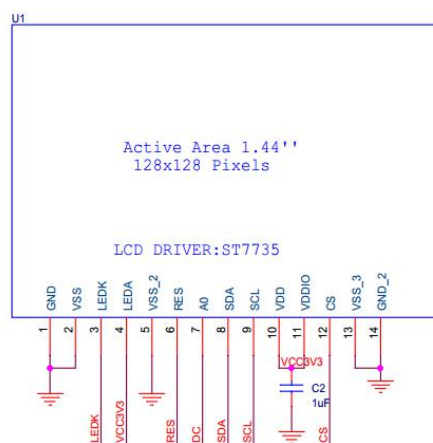 U1
Active Area 1.44''
128x128 Pixels
LCD DRIVER:ST7735
GND
VSS
LEDK
LEDA
VSS_2
RES
A0
SDA
SCL
VDD
VDDIO
CS
VSS_3
GND_2
1
2
3
4
5
6
7
8
9
10
11
12
13
14
VCC3V3
C2
1uF
LEDK
VCC3V3
RES
DC
SDA
SCL
CS